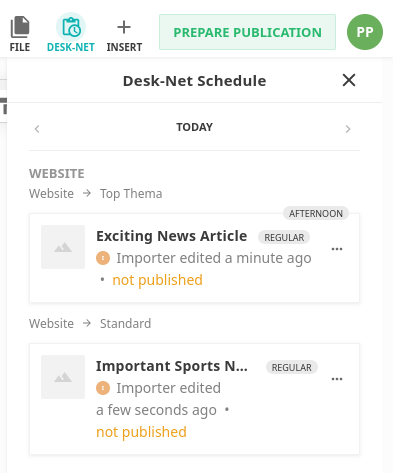 FILE
DESK-NET
INSERT
PREPARE PUBLICATION
PP
Desk-Net Schedule
TODAY
WEBSITE
Website → Top Thema
AFTERNOON
Exciting News Article REGULAR
Importer edited a minute ago
• not published
Website → Standard
Important Sports N... REGULAR
Importer edited
a few seconds ago •
not published